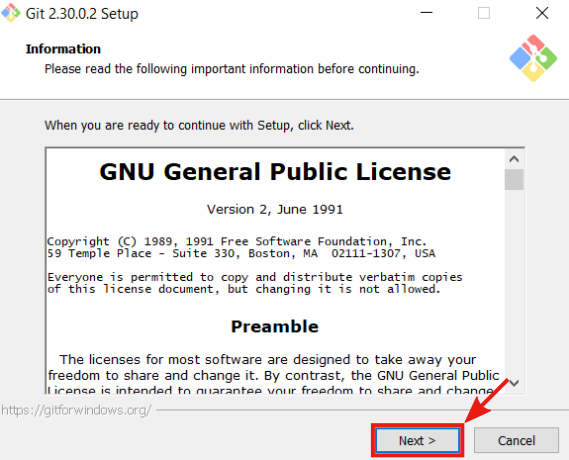 Git 2.30.0.2 Setup
Information
Please read the following important information before continuing.
When you are ready to continue with Setup, click Next.
GNU General Public License
Version 2, June 1991
Copyright (C) 1989, 1991 Free Software Foundation, Inc.
59 Temple Place - Suite 330, Boston, MA  02111-1307, USA
Everyone is permitted to copy and distribute verbatim copies
of this license document, but changing it is not allowed.
Preamble
The licenses for most software are designed to take away your
freedom to share and change it. By contrast, the GNU General Public
License is intended to guarantee your freedom to share and change
https://gitforwindows.org/
Next >
Cancel